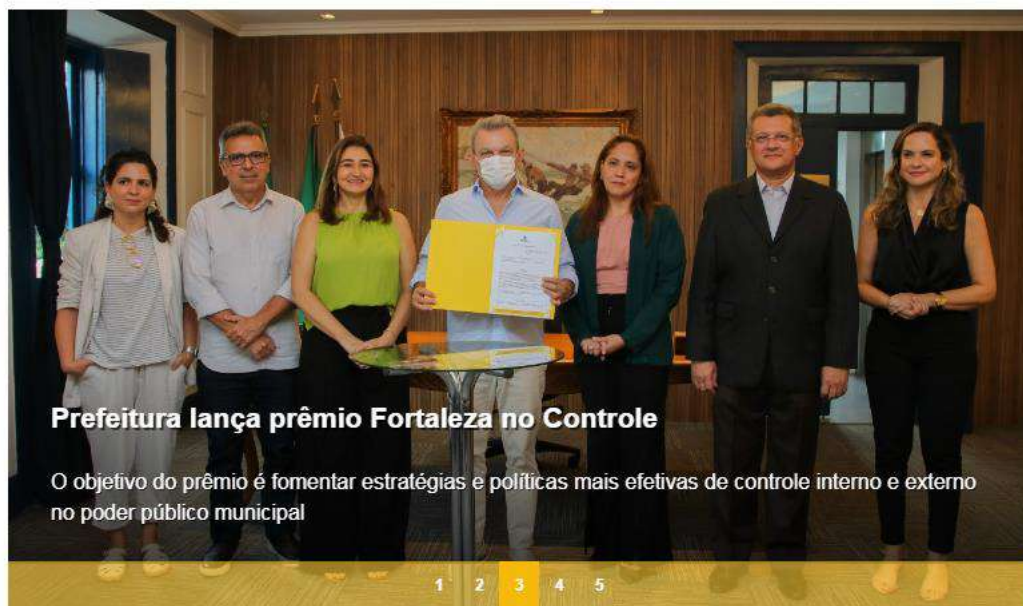 Prefeitura lança prêmio Fortaleza no Controle
O objetivo do prêmio é fomentar estratégias e políticas mais efetivas de controle interno e externo
no poder público municipal
1 2 3 4 5